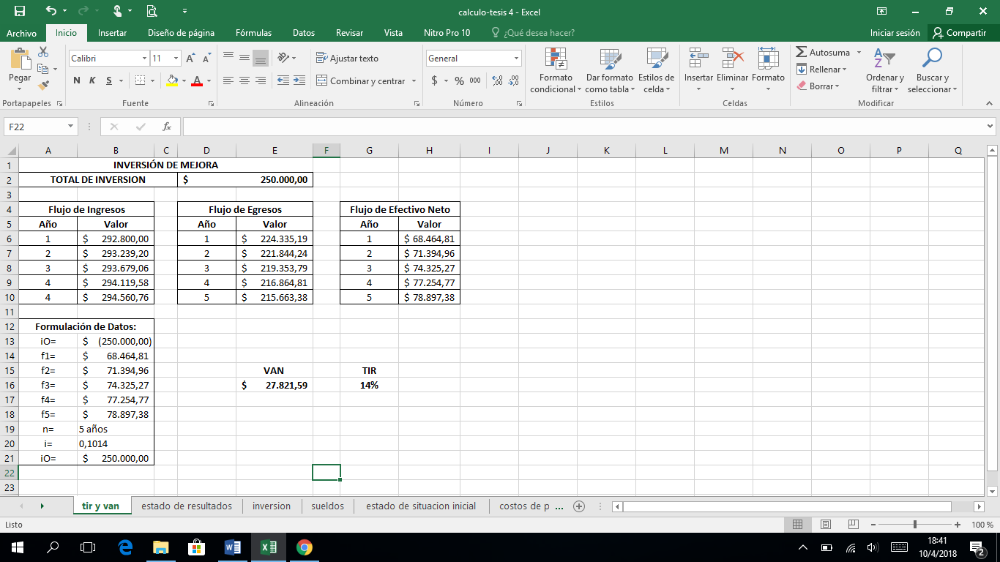 calculo-tesis 4 - Excel
Archivo Inicio Insertar Diseño de página Fórmulas Datos Revisar Vista Nitro Pro 10 ¿Qué desea hacer? Iniciar sesión Compartir
Calibri 11 Ajustar texto General Autosuma
Pegar N K S Combinar y centrar $ % 000 Formato condicional Dar formato como tabla Estilos de celda Insertar Eliminar Formato Rellenar Ordenar y filtrar Buscar y seleccionar
Borrar
Portapapeles Fuente Alineación Número Estilos Celdas Modificar
F22 fx
A B C D E F G H I J K L M N O P Q
1 INVERSIÓN DE MEJORA
2 TOTAL DE INVERSION $ 250.000,00
3
4 Flujo de Ingresos Flujo de Egresos Flujo de Efectivo Neto
5 Año Valor Año Valor Año Valor
6 1 $ 292.800,00 1 $ 224.335,19 1 $ 68.464,81
7 2 $ 293.239,20 2 $ 221.844,24 2 $ 71.394,96
8 3 $ 293.679,06 3 $ 219.353,79 3 $ 74.325,27
9 4 $ 294.119,58 4 $ 216.864,81 4 $ 77.254,77
10 4 $ 294.560,76 5 $ 215.663,38 5 $ 78.897,38
11
12 Formulación de Datos:
13 iO= $ (250.000,00)
14 f1= $ 68.464,81
15 f2= $ 71.394,96 VAN TIR
16 f3= $ 74.325,27 $ 27.821,59 14%
17 f4= $ 77.254,77
18 f5= $ 78.897,38
19 n= 5 años
20 i= 0,1014
21 iO= $ 250.000,00
22
23
tir y van estado de resultados inversion sueldos estado de situacion inicial costos de p ...
Listo 100 %
18:41
10/4/2018 2